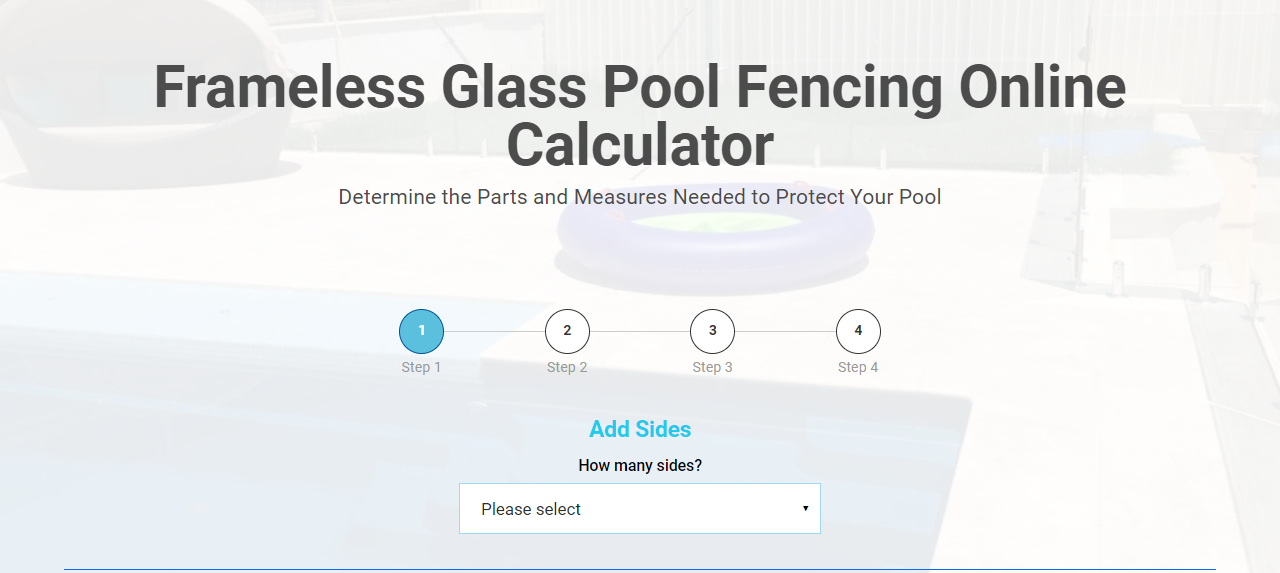 Frameless Glass Pool Fencing Online
Calculator
Determine the Parts and Measures Needed to Protect Your Pool
1 2 3 4
Step 1 Step 2 Step 3 Step 4
Add Sides
How many sides?
Please select